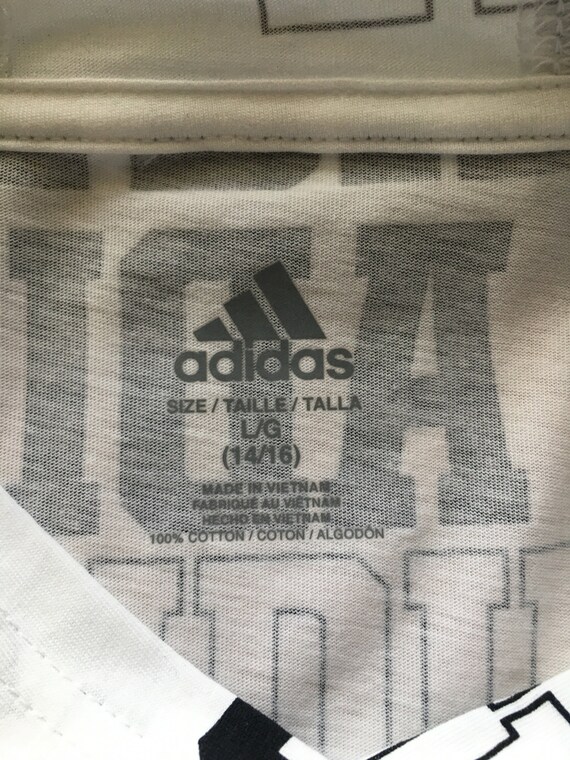 IGA
adidas
SIZE / TAILLE / TALLA
L/G
(14/16)
MADE IN VIETNAM
FABRIQUÉ AU VIETNAM
HECHO EN VIETNAM
100% COTTON / COTON / ALGODÓN